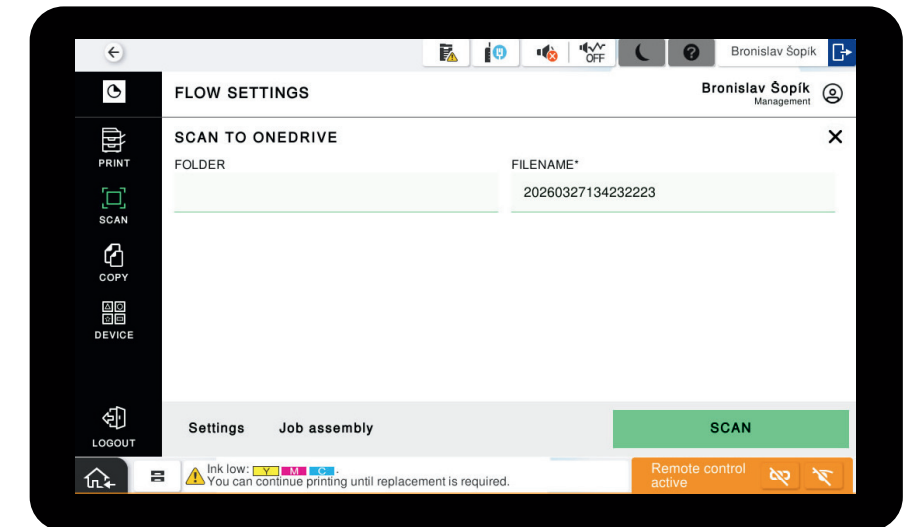 OFF
Bronislav Šopík
FLOW SETTINGS
Bronislav Šopík
Management
PRINT
SCAN
COPY
DEVICE
LOGOUT
SCAN TO ONEDRIVE
FOLDER
FILENAME*
20260327134232223
Settings
Job assembly
SCAN
Ink low: Y M C .
You can continue printing until replacement is required.
Remote control
active